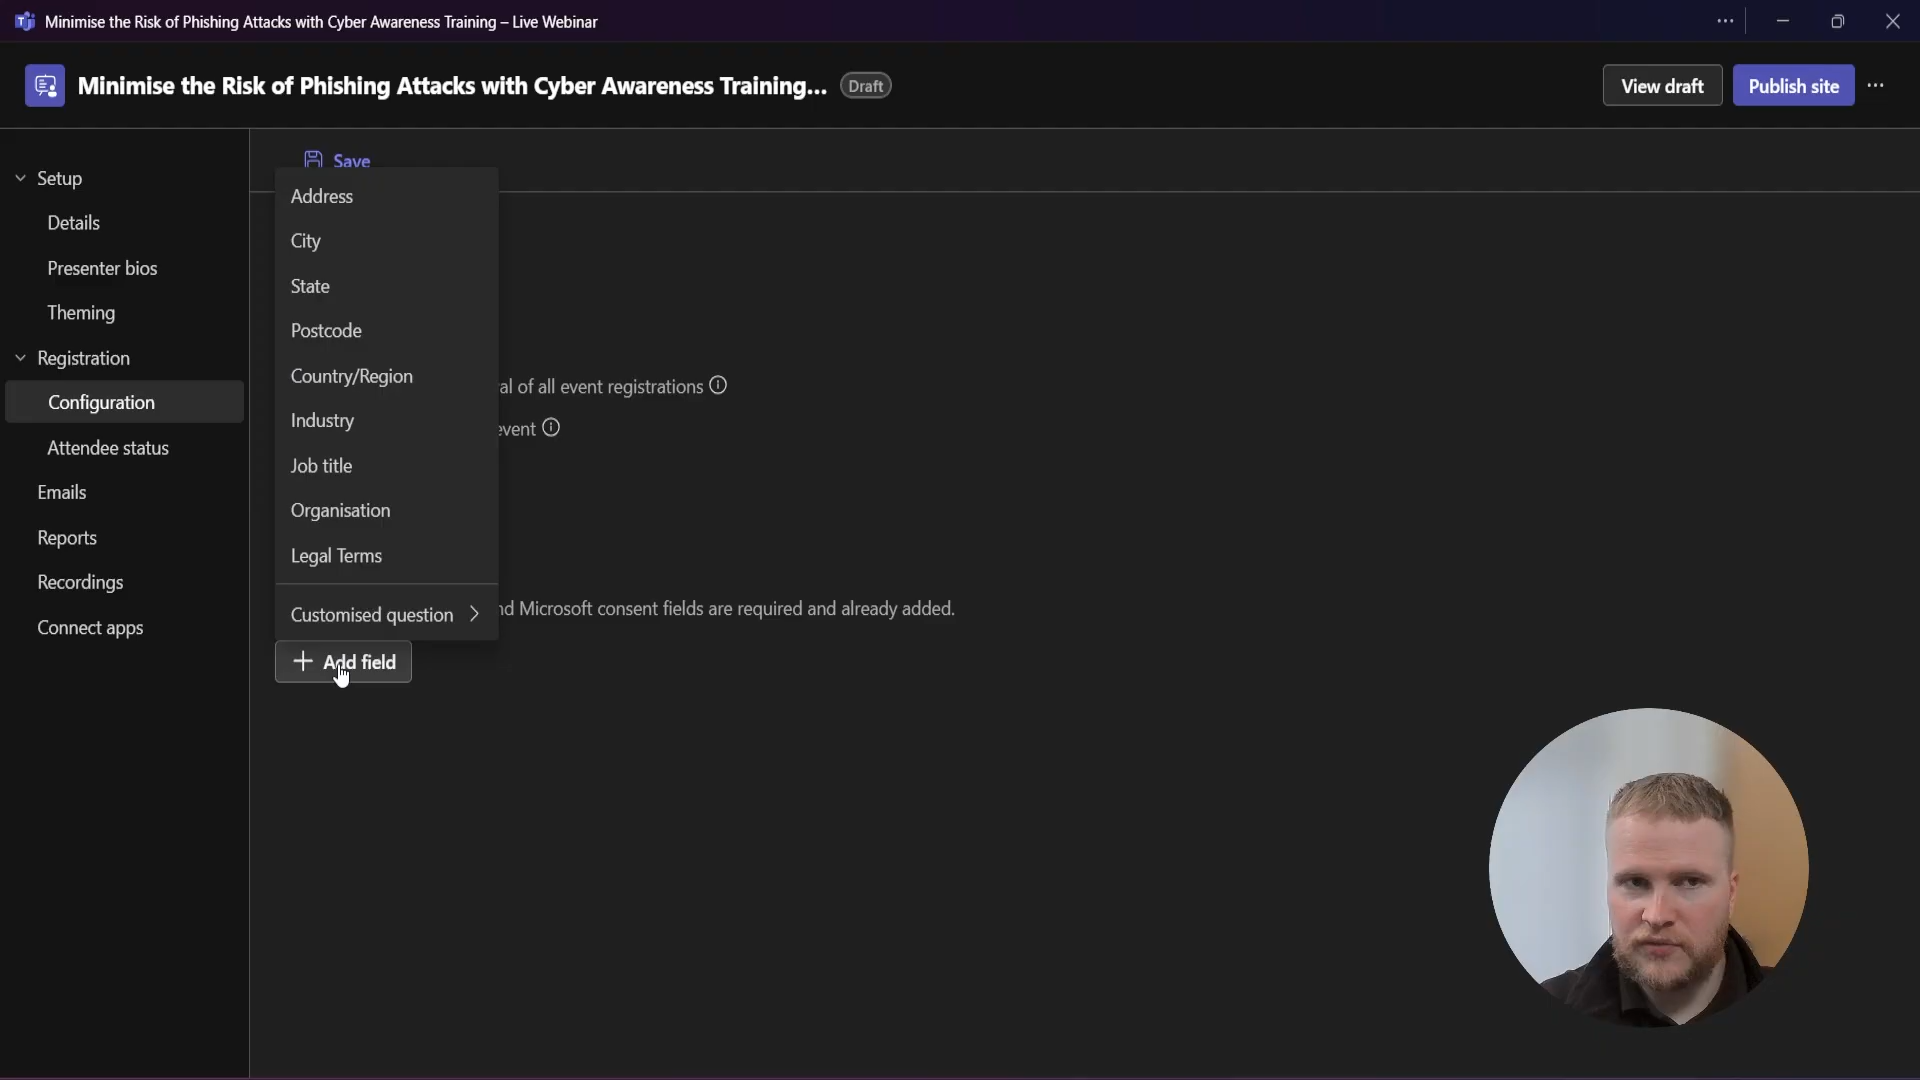 Minimise the Risk of Phishing Attacks with Cyber Awareness Training – Live Webinar
Minimise the Risk of Phishing Attacks with Cyber Awareness Training... Draft
View draft
Publish site
Setup
Details
Presenter bios
Theming
Registration
Configuration
Attendee status
Emails
Reports
Recordings
Connect apps
Save
Address
City
State
Postcode
Country/Region
Industry
Job title
Organisation
Legal Terms
Customised question
of all event registrations
event
Microsoft consent fields are required and already added.
Add field